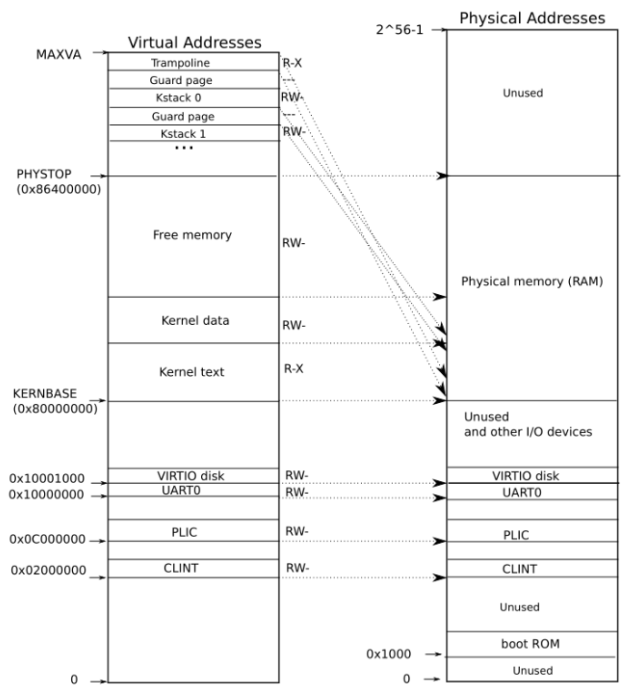 Virtual Addresses
MAXVA
Trampoline
R-X
Guard page
---
Kstack 0
RW-
Guard page
---
Kstack 1
RW-
...
PHYSTOP
(0x86400000)
Free memory
RW-
Kernel data
RW-
Kernel text
R-X
KERNBASE
(0x80000000)
0x10001000
VIRTIO disk
RW-
0x10000000
UART0
RW-
0x0C000000
PLIC
RW-
0x02000000
CLINT
RW-
0
Physical Addresses
2^56-1
Unused
Physical memory (RAM)
Unused
and other I/O devices
VIRTIO disk
UART0
PLIC
CLINT
Unused
boot ROM
0x1000
Unused
0